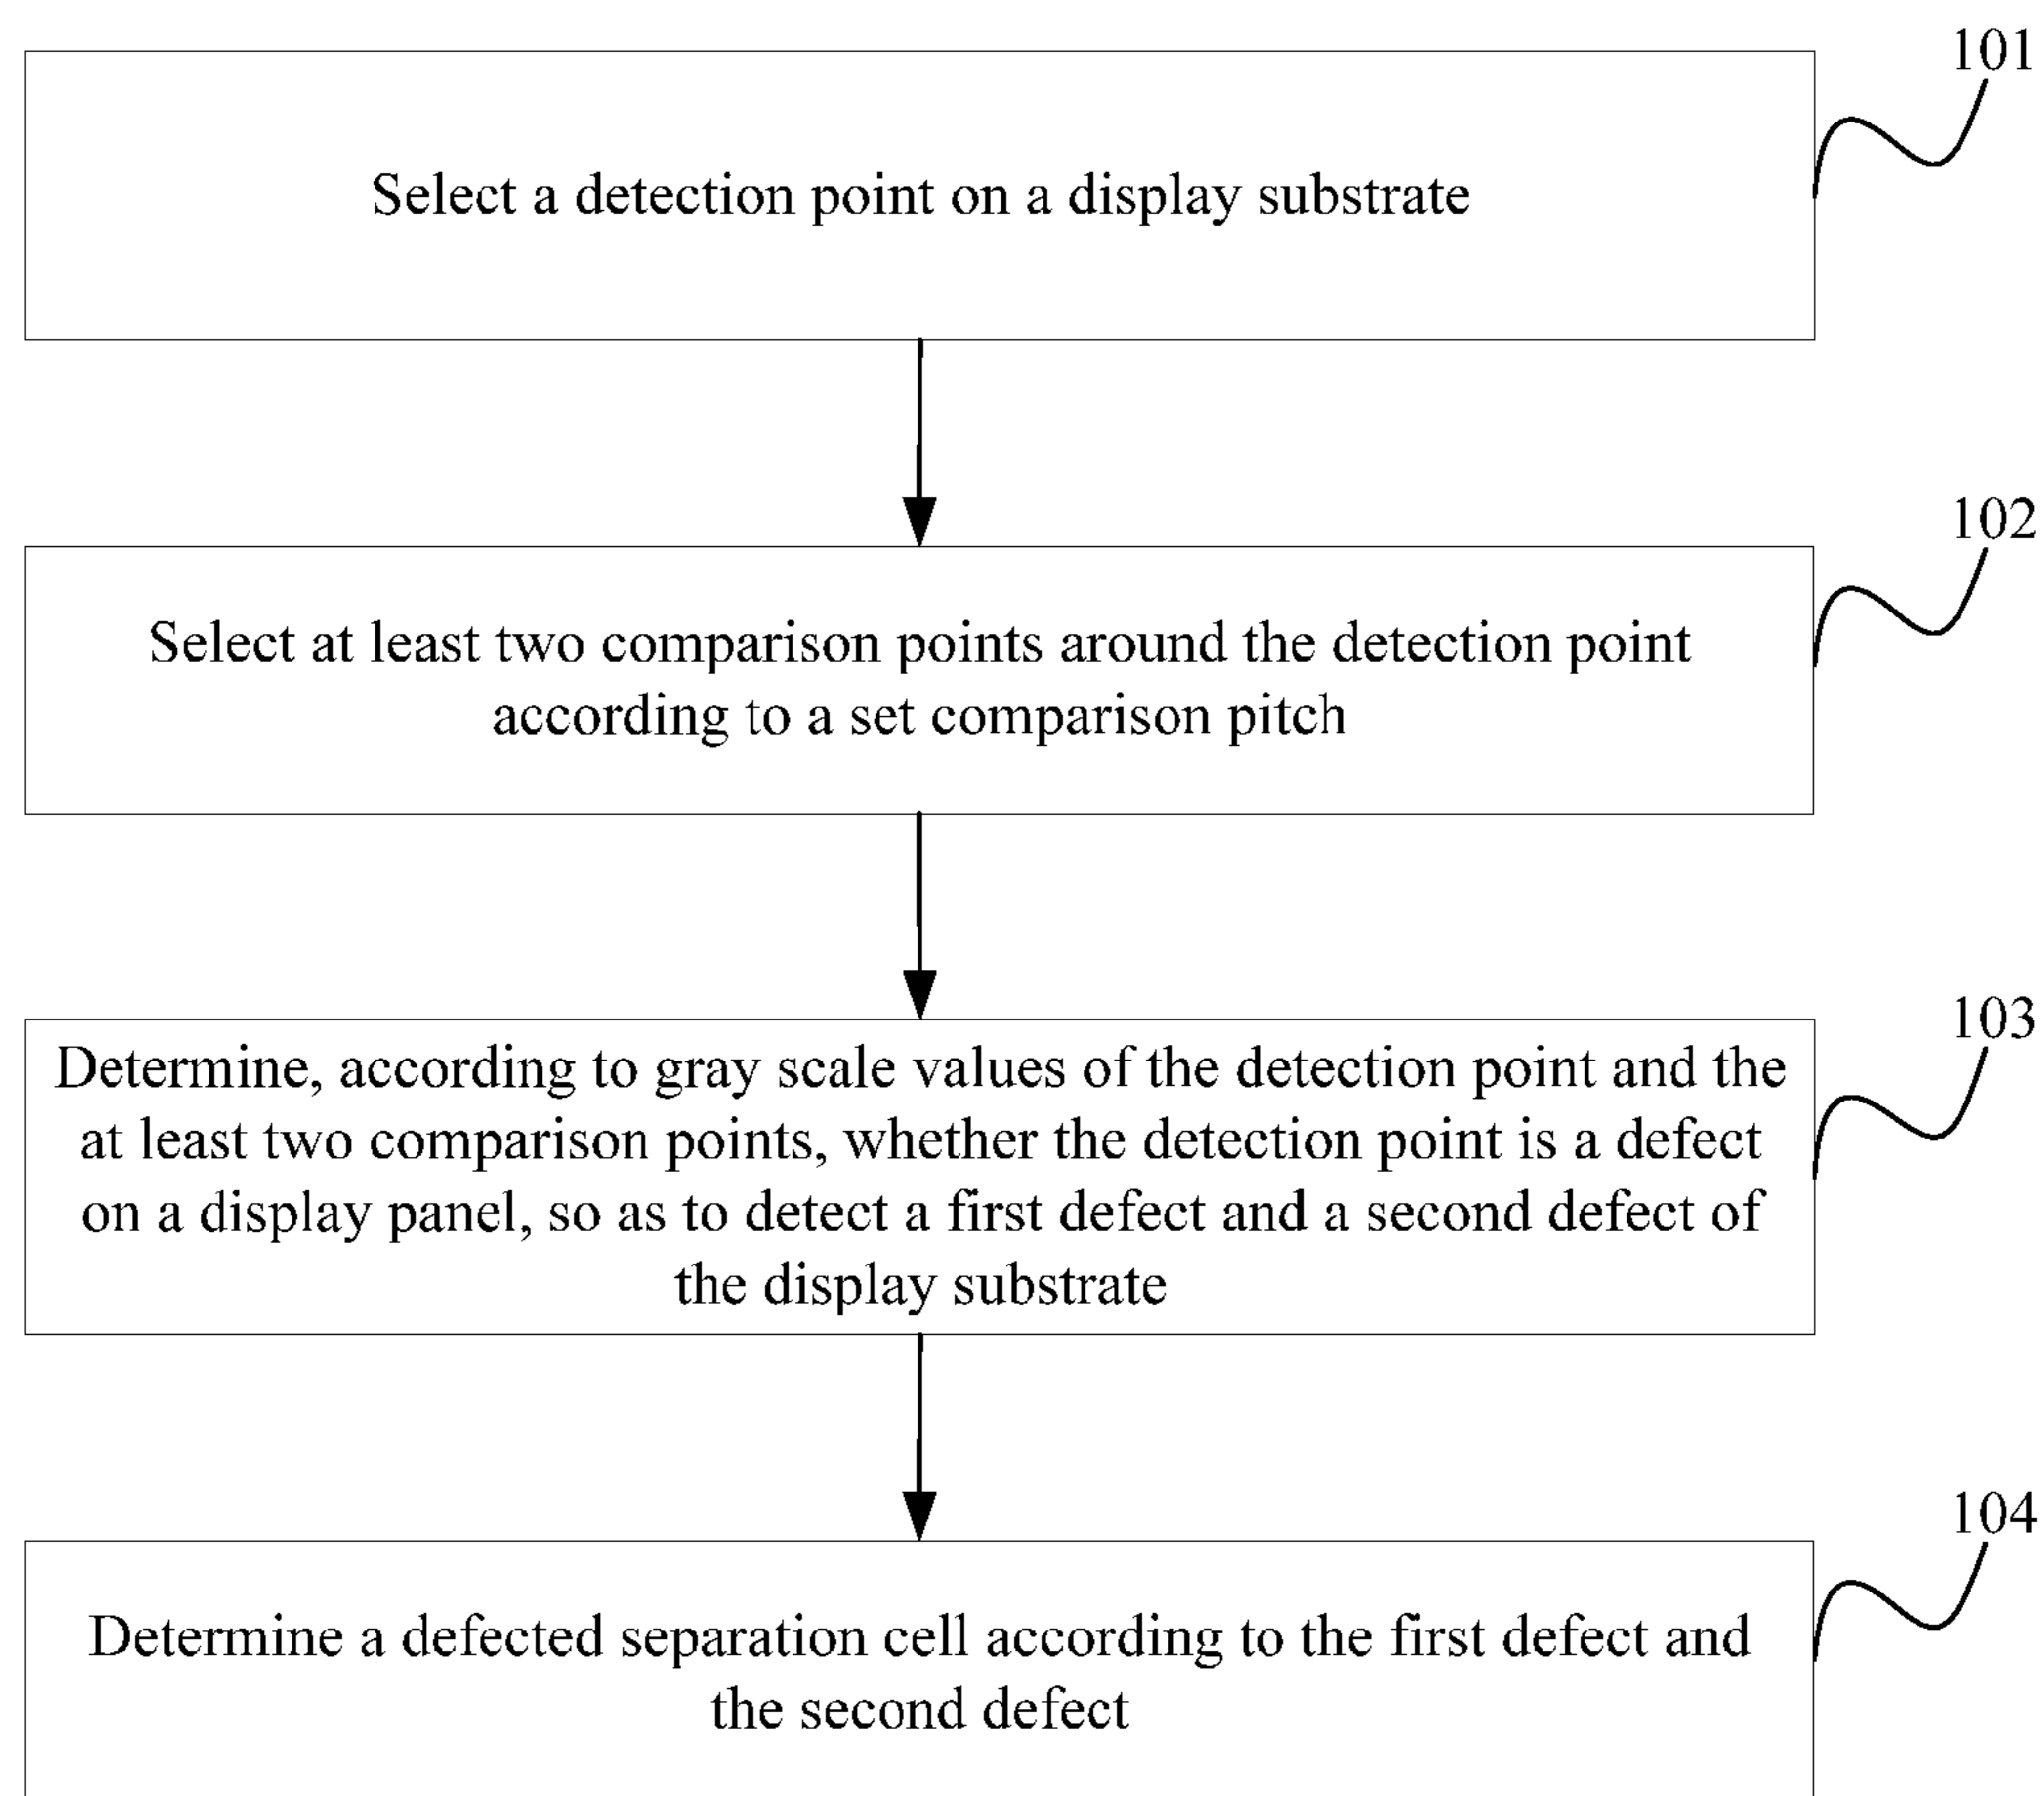 101
Select a detection point on a display substrate
102
Select at least two comparison points around the detection point
according to a set comparison pitch
103
Determine, according to gray scale values of the detection point and the
at least two comparison points, whether the detection point is a defect
on a display panel, so as to detect a first defect and a second defect of
the display substrate
104
Determine a defected separation cell according to the first defect and
the second defect